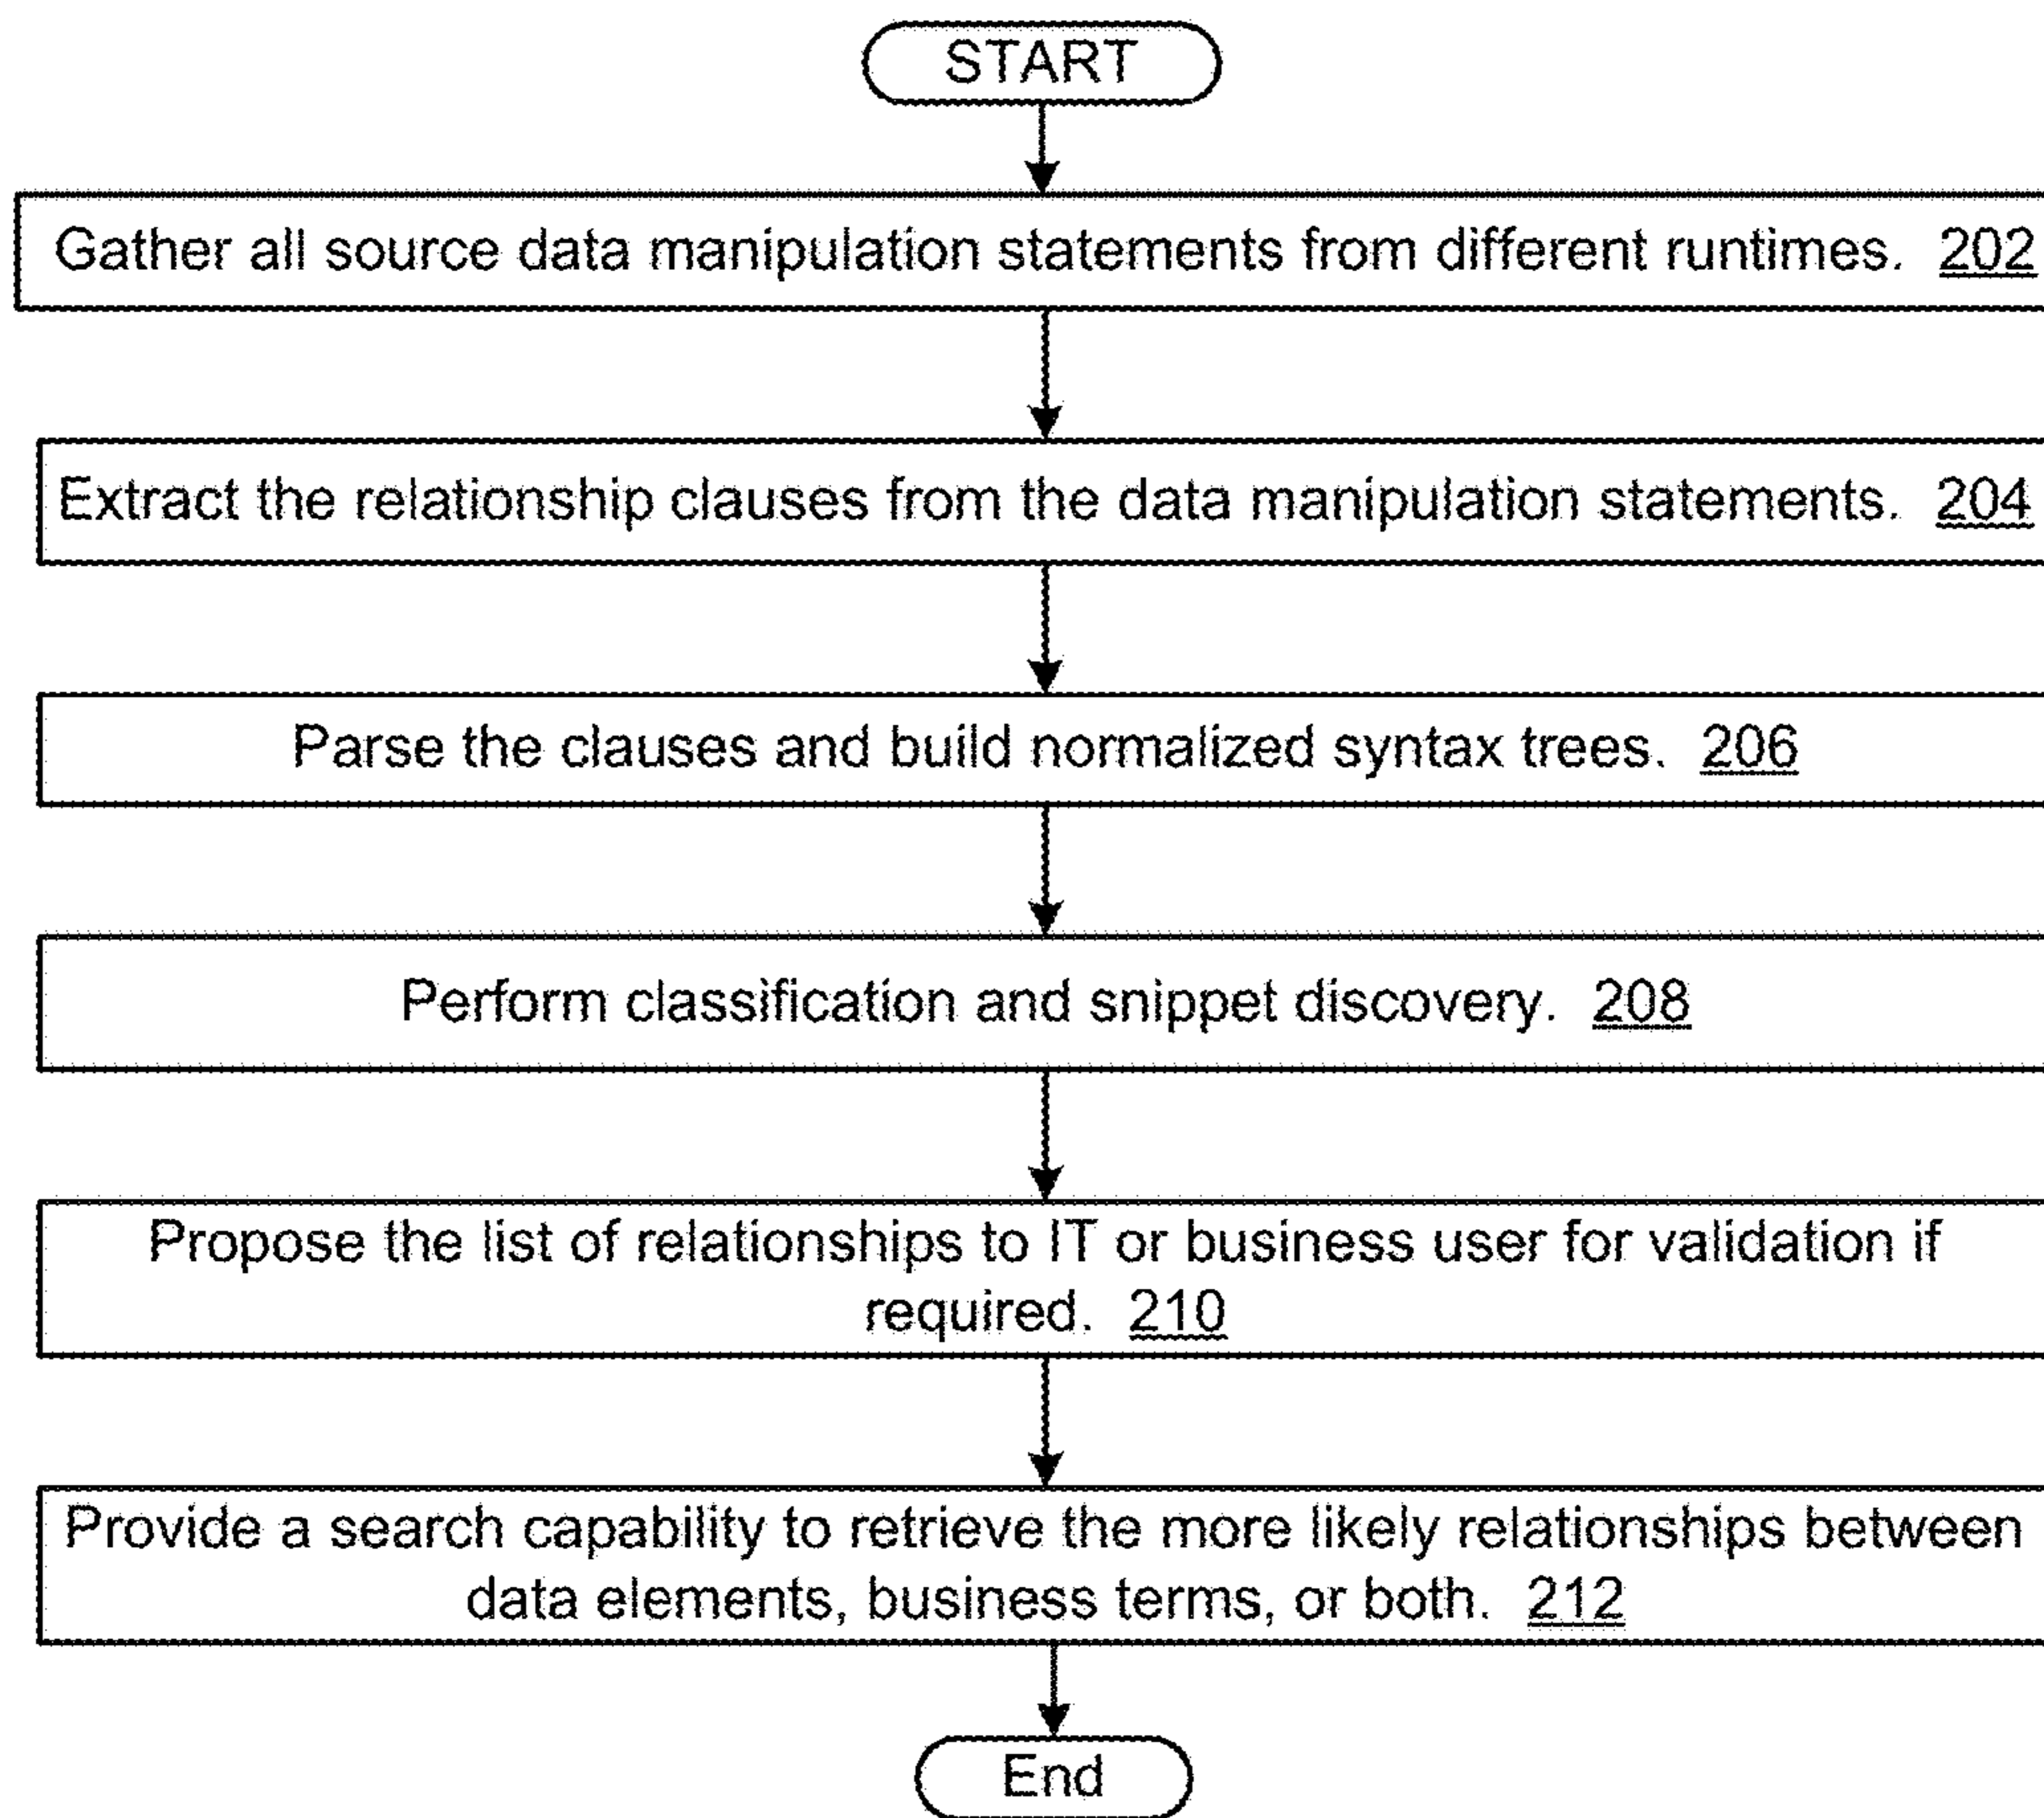 START
Gather all source data manipulation statements from different runtimes. 202
Extract the relationship clauses from the data manipulation statements. 204
Parse the clauses and build normalized syntax trees. 206
Perform classification and snippet discovery. 208
Propose the list of relationships to IT or business user for validation if
required. 210
Provide a search capability to retrieve the more likely relationships between
data elements, business terms, or both. 212
End